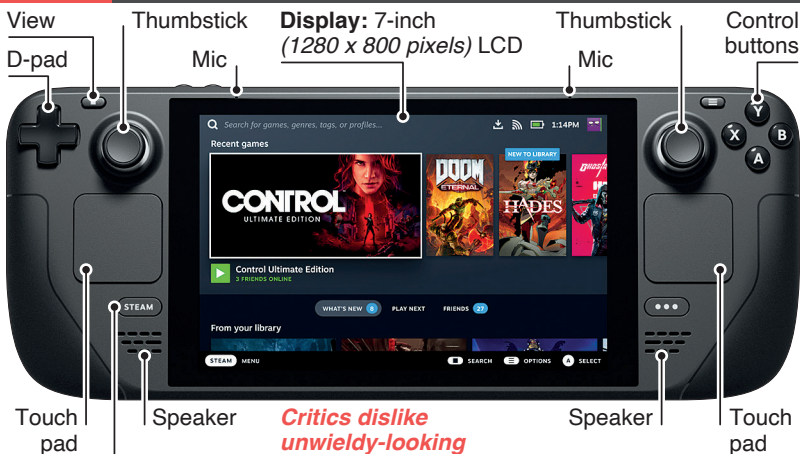 View
Thumbstick
Display: 7-inch
(1280 x 800 pixels) LCD
Thumbstick
Control
buttons
D-pad
Mic
Mic
Search for games, genres, tags, or profiles...
1:14PM
Recent games
NEW TO LIBRARY
CONTROL
ULTIMATE EDITION
DOOM
ETERNAL
HADES
Control Ultimate Edition
3 FRIENDS ONLINE
WHAT'S NEW 8 PLAY NEXT FRIENDS 27
From your library
STEAM MENU
SEARCH OPTIONS A SELECT
Y
X
B
A
STEAM
Touch
pad
Speaker
Critics dislike
unwieldy-looking
Speaker
Touch
pad